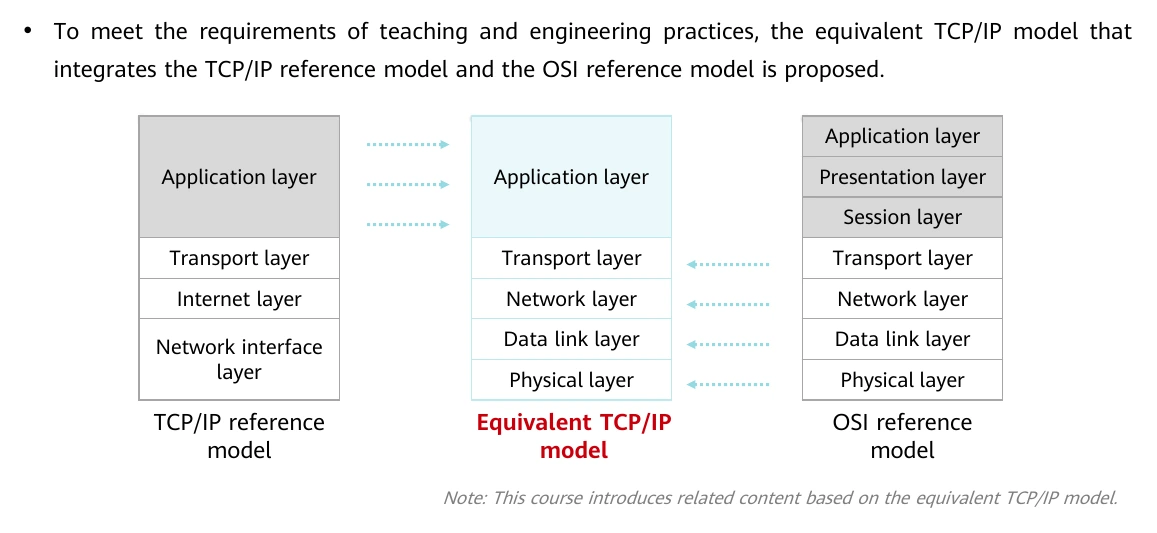 • To meet the requirements of teaching and engineering practices, the equivalent TCP/IP model that
integrates the TCP/IP reference model and the OSI reference model is proposed.
Application layer
Transport layer
Internet layer
Network interface
layer
TCP/IP reference
model
Application layer
Transport layer
Network layer
Data link layer
Physical layer
Equivalent TCP/IP
model
Application layer
Presentation layer
Session layer
Transport layer
Network layer
Data link layer
Physical layer
OSI reference
model
Note: This course introduces related content based on the equivalent TCP/IP model.